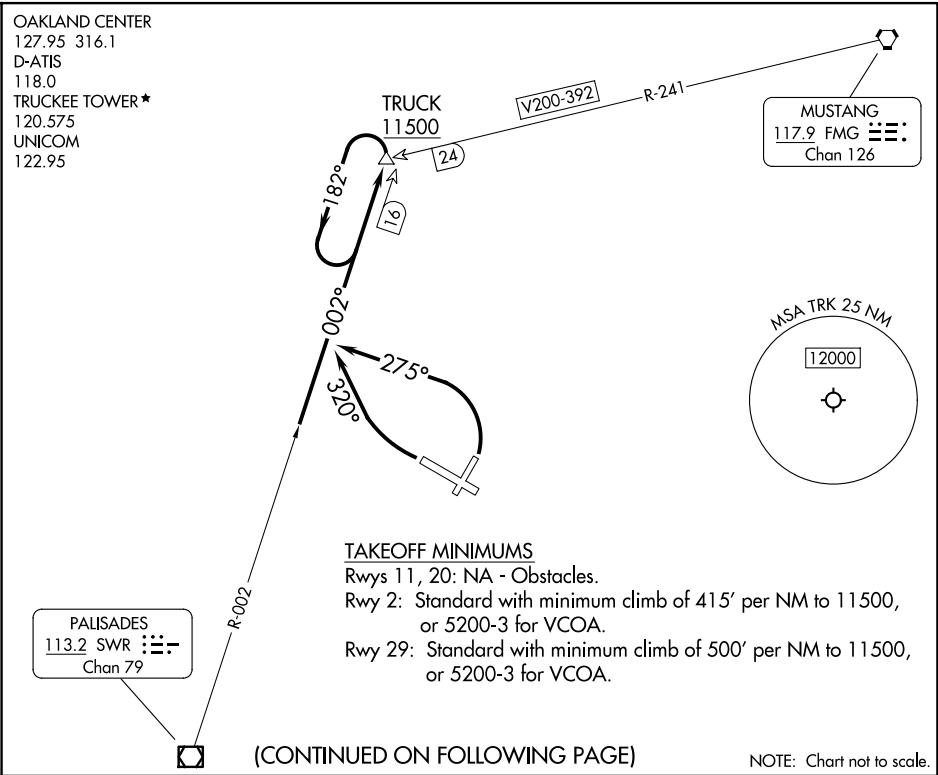 OAKLAND CENTER
127.95 316.1
D-ATIS
118.0
TRUCKEE TOWER★
120.575
UNICOM
122.95
TRUCK
11500
V200-392
R-241
24
MUSTANG
117.9 FMG
Chan 126
182°
16
002°
275°
320°
MSA TRK 25 NM
12000
R-002
TAKEOFF MINIMUMS
Rwys 11, 20: NA - Obstacles.
Rwy 2: Standard with minimum climb of 415' per NM to 11500,
or 5200-3 for VCOA.
Rwy 29: Standard with minimum climb of 500' per NM to 11500,
or 5200-3 for VCOA.
PALISADES
113.2 SWR
Chan 79
(CONTINUED ON FOLLOWING PAGE)
NOTE: Chart not to scale.